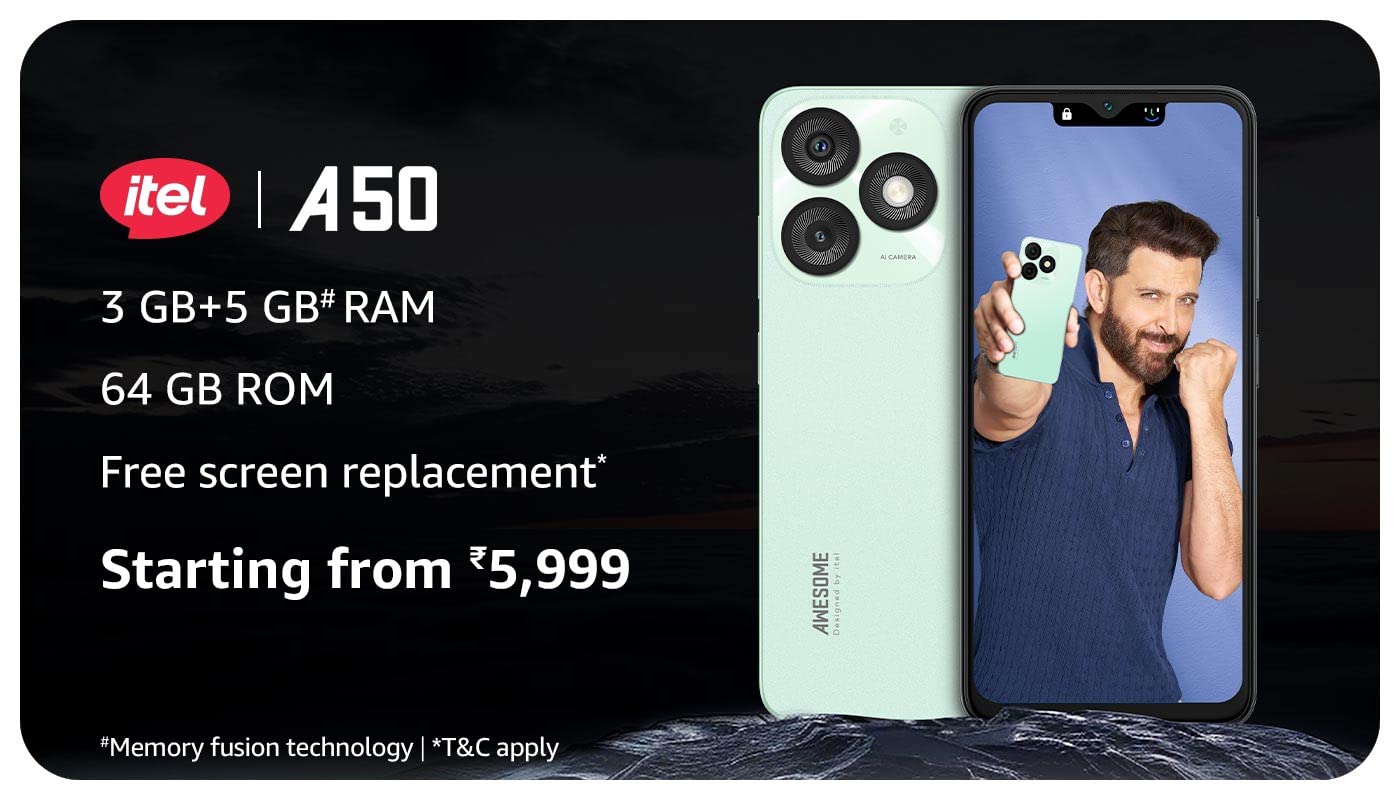 itel | A50
3 GB+5 GB# RAM
64 GB ROM
Free screen replacement*
Starting from ₹5,999
#Memory fusion technology | *T&C apply
AI CAMERA
AWESOME
Designed by itel